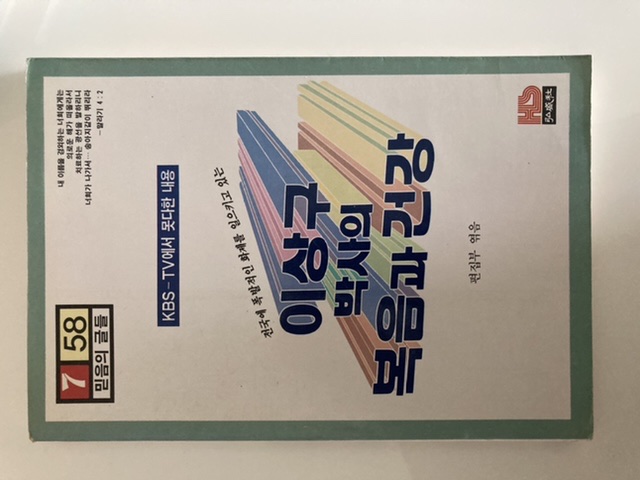 내 이름을 경외하는 너희에게는
의로운 해가 떠올라서
치료하는 광선을 발하리니
너희가 나가서… 송아지같이 뛰리라
―말라기 4:2
7 58
믿음의 글들
KBS－TV에서 못다한 내용
전국에 폭발적인 화제를 일으키고 있는
이상구
박사의
복음과 건강
편집부 엮음
HS
弘盛社